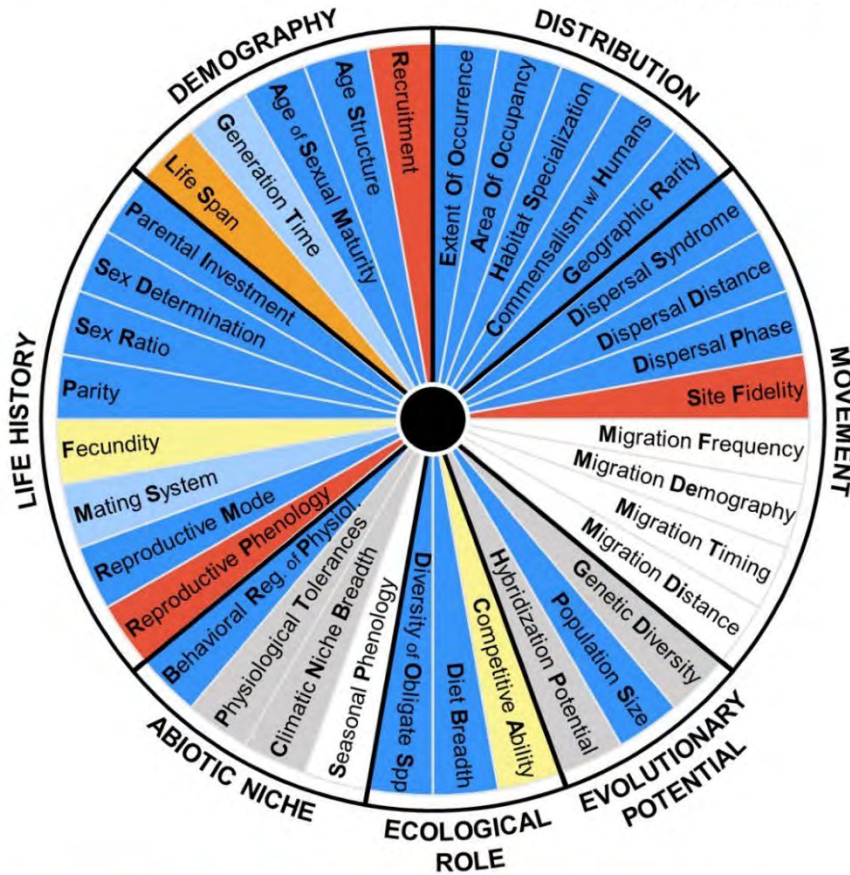 DEMOGRAPHY
DISTRIBUTION
MOVEMENT
EVOLUTIONARY
POTENTIAL
ECOLOGICAL
ROLE
ABIOTIC NICHE
LIFE HISTORY
Extent Of Occurrence
Area Of Occupancy
Habitat Specialization
Commensalism w/ Humans
Geographic Rarity
Dispersal Syndrome
Dispersal Distance
Dispersal Phase
Site Fidelity
Migration Frequency
Migration Demography
Migration Timing
Migration Distance
Genetic Diversity
Population Size
Hybridization Potential
Competitive Ability
Diet Breadth
Diversity of Obligate Spp
Seasonal Phenology
Climatic Niche Breadth
Physiological Tolerances
Behavioral Reg. of Physiol.
Reproductive Phenology
Reproductive Mode
Mating System
Fecundity
Parity
Sex Ratio
Sex Determination
Parental Investment
Life Span
Generation Time
Age of Sexual Maturity
Age Structure
Recruitment